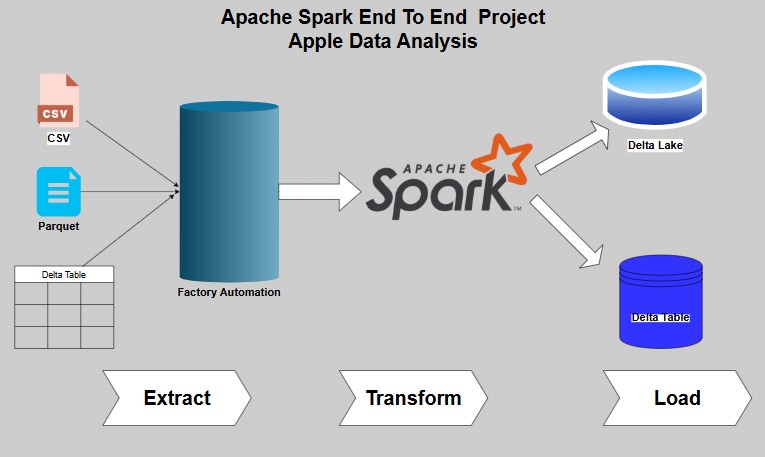 Apache Spark End To End  Project
Apple Data Analysis
CSV
CSV
Parquet
Delta Table
Factory Automation
APACHE
Spark™
Delta Lake
Delta Table
Extract
Transform
Load